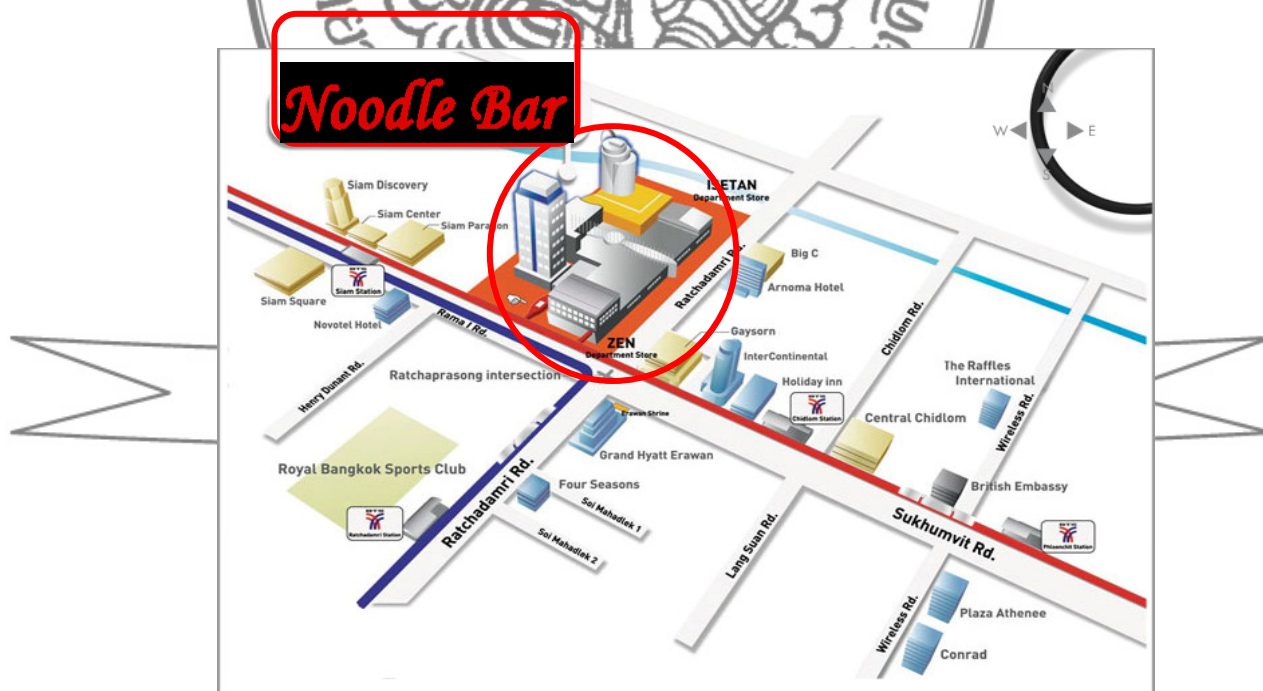 Noodle Bar
N
W E
S
Siam Discovery
Siam Center
Siam Paragon
ISETAN
Department Store
Ratchadamri Rd.
Big C
Arnoma Hotel
BTS
Siam Station
Siam Square
Novotel Hotel
Rama I Rd.
Chidlom Rd.
ZEN
Department Store
Gaysorn
InterContinental
Holiday inn
The Raffles
International
Henry Dunant Rd.
Ratchaprasong intersection
BTS
Chidlom Station
Central Chidlom
Wireless Rd.
Erawan Shrine
Grand Hyatt Erawan
Royal Bangkok Sports Club
Four Seasons
British Embassy
Soi Mahadlek 1
BTS
Ratchadamri Station
Ratchadamri Rd.
Soi Mahadlek 2
Lang Suan Rd.
Sukhumvit Rd.
BTS
Phloenchit Station
Wireless Rd.
Plaza Athenee
Conrad